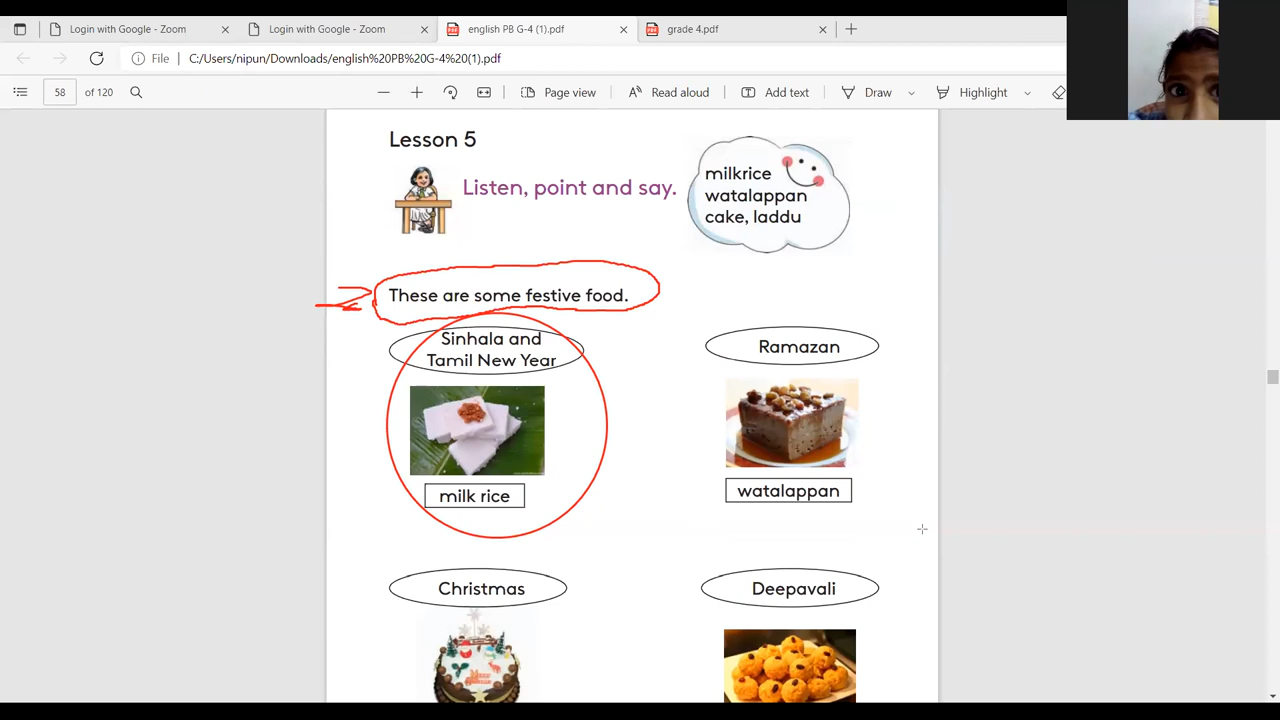 Login with Google - Zoom
Login with Google - Zoom
english PB G-4 (1).pdf
grade 4.pdf
File
C:/Users/nipun/Downloads/english%20PB%20G-4%20(1).pdf
58 of 120
Page view
Read aloud
Add text
Draw
Highlight
Lesson 5
Listen, point and say.
milkrice
watalappan
cake, laddu
These are some festive food.
Sinhala and
Tamil New Year
Ramazan
milk rice
watalappan
Christmas
Deepavali